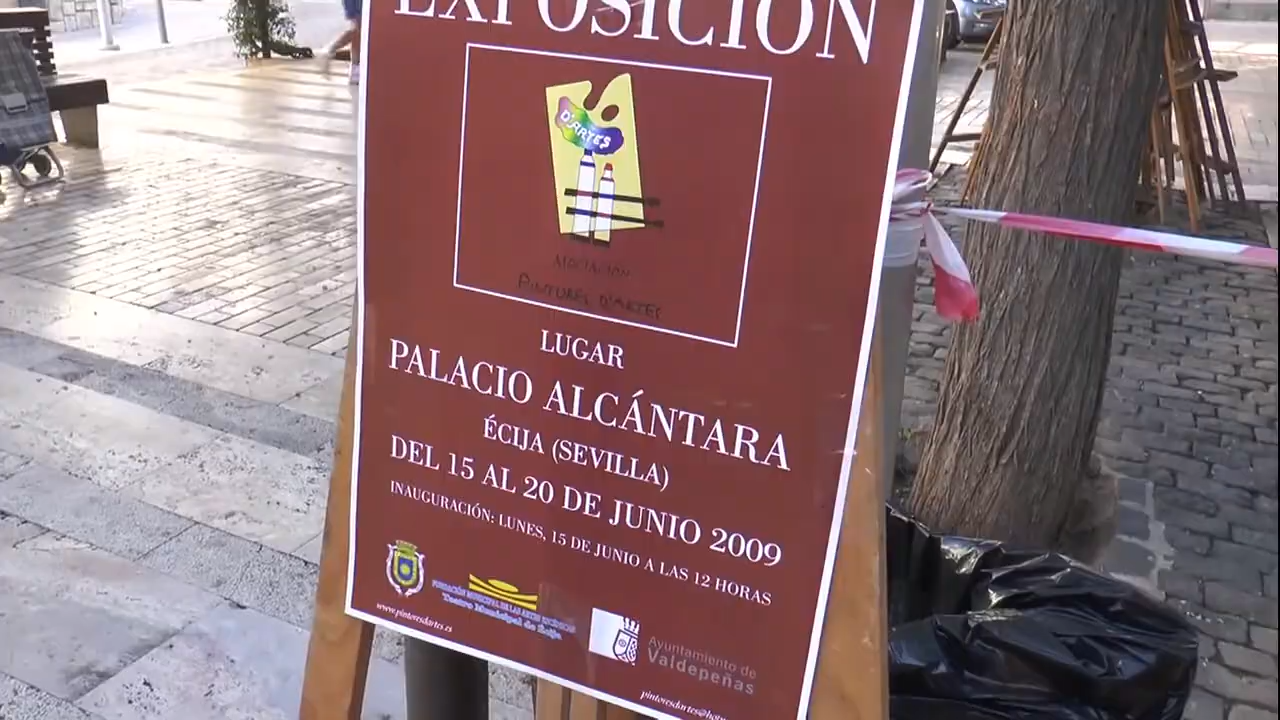 EXPOSICIÓN
D'ARTES
ASOCIACIÓN
PINTORES D'ARTES
LUGAR
PALACIO ALCÁNTARA
ÉCIJA (SEVILLA)
DEL 15 AL 20 DE JUNIO 2009
INAUGURACIÓN: LUNES, 15 DE JUNIO A LAS 12 HORAS
FUNDACIÓN MUNICIPAL DE LAS ARTES ESCÉNICAS
Teatro Municipal de Écija
Ayuntamiento de
Valdepeñas
www.pintoresdartes.es